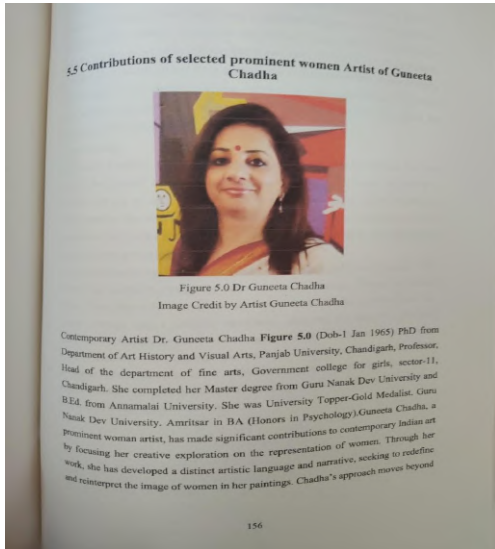 5.5 Contributions of selected prominent women Artist of Guneeta
Chadha
Figure 5.0 Dr Guneeta Chadha
Image Credit by Artist Guneeta Chadha
Contemporary Artist Dr. Guneeta Chadha Figure 5.0 (Dob-1 Jan 1965) PhD from
Department of Art History and Visual Arts, Panjab University, Chandigarh, Professor,
Head of the department of fine arts, Government college for girls, sector-11,
Chandigarh. She completed her Master degree from Guru Nanak Dev University and
B.Ed. from Annamalai University. She was University Topper-Gold Medalist. Guru
Nanak Dev University. Amritsar in BA (Honors in Psychology).Guneeta Chadha, a
prominent woman artist, has made significant contributions to contemporary Indian art
by focusing her creative exploration on the representation of women. Through her
work, she has developed a distinct artistic language and narrative, seeking to redefine
and reinterpret the image of women in her paintings. Chadha's approach moves beyond
156